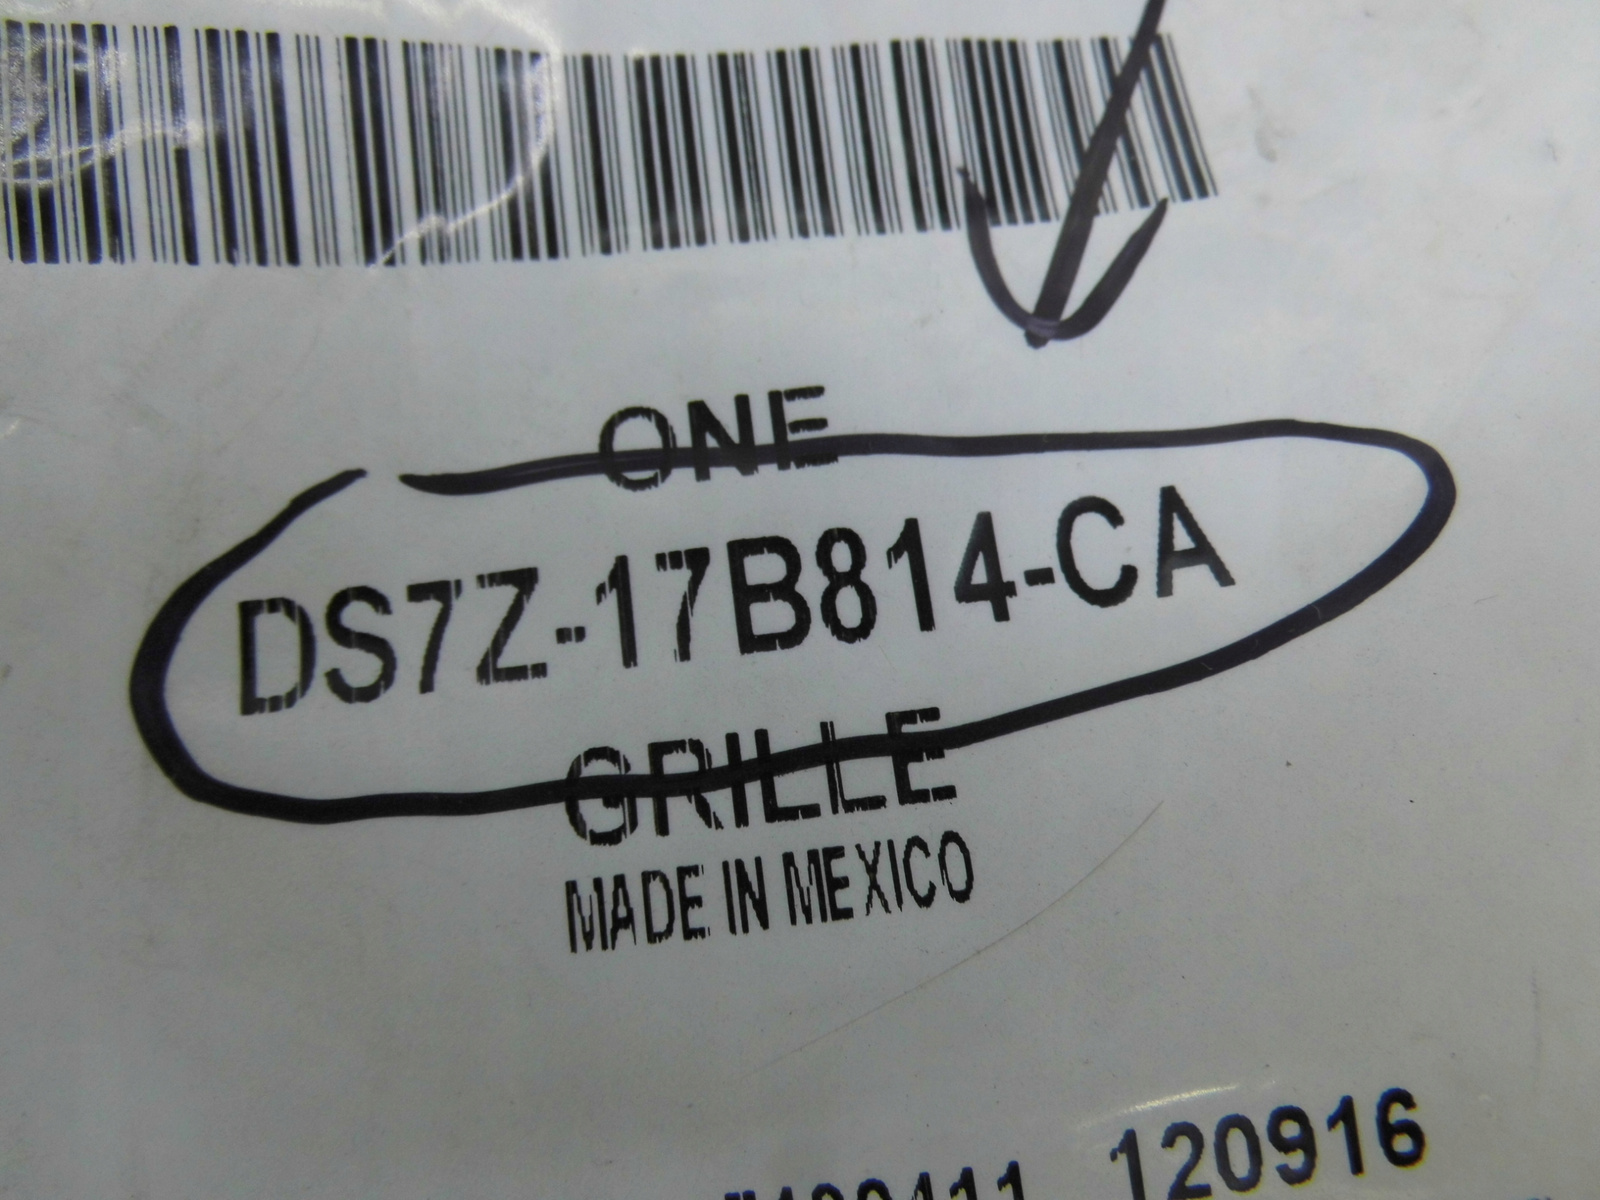 ONE
DS7Z-17B814-CA
GRILLE
MADE IN MEXICO
120916